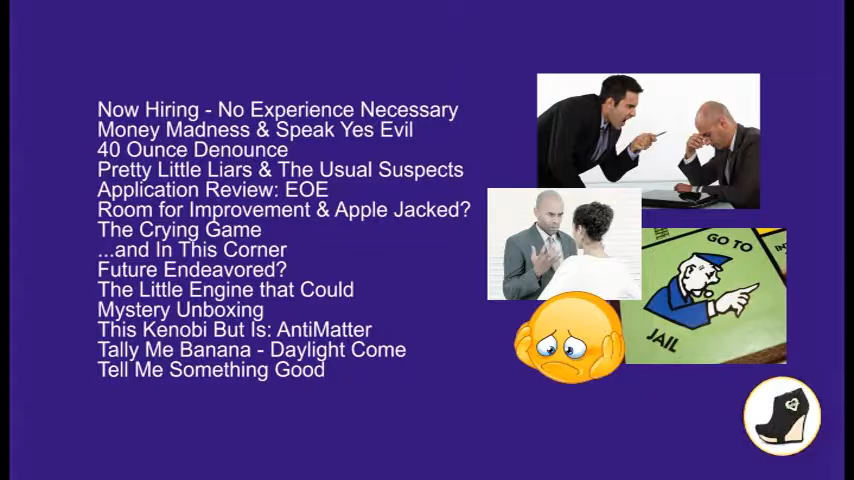 Now Hiring - No Experience Necessary
Money Madness & Speak Yes Evil
40 Ounce Denounce
Pretty Little Liars & The Usual Suspects
Application Review: EOE
Room for Improvement & Apple Jacked?
The Crying Game
...and In This Corner
Future Endeavored?
The Little Engine that Could
Mystery Unboxing
This Kenobi But Is: AntiMatter
Tally Me Banana - Daylight Come
Tell Me Something Good
GO TO
JAIL